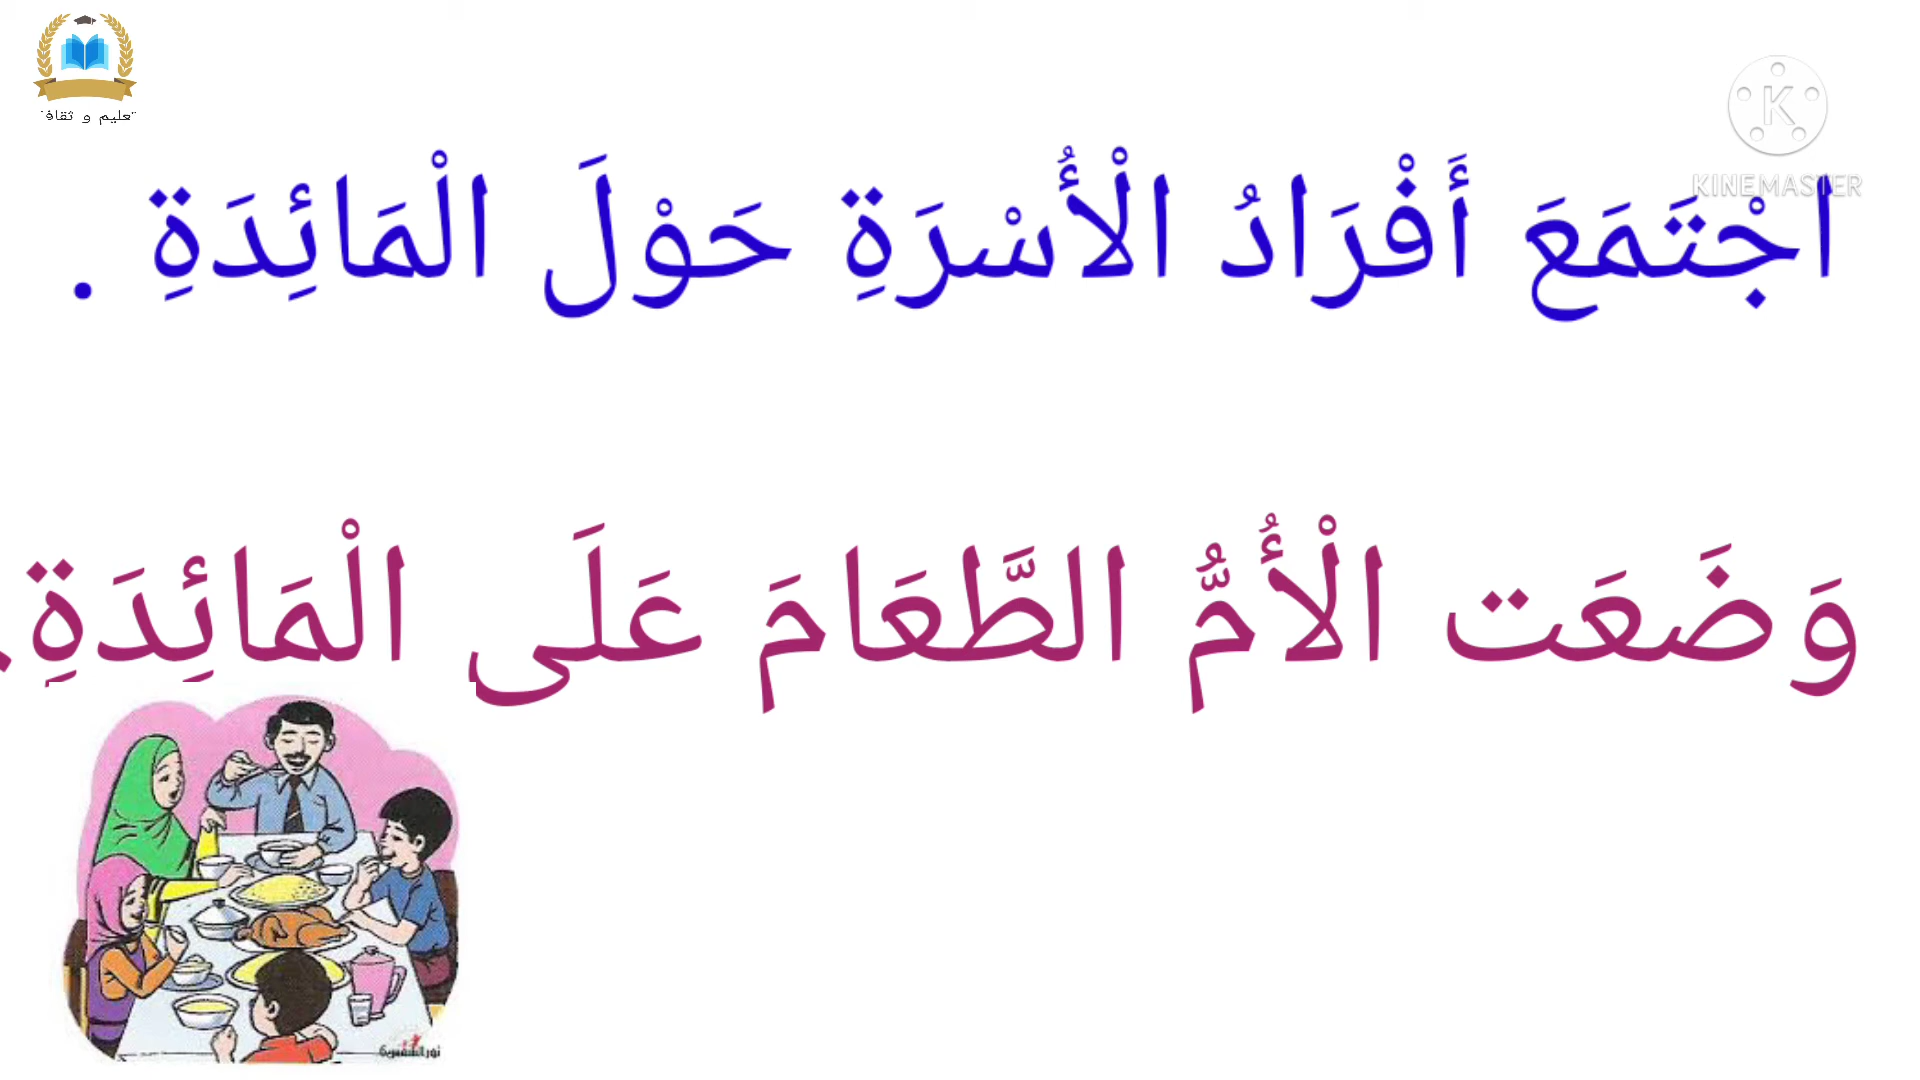 تعليم و ثقافة
KINEMASTER
اجْتَمَعَ أَفْرَادُ الْأُسْرَةِ حَوْلَ الْمَائِدَةِ .
وَضَعَت الْأُمُّ الطَّعَامَ عَلَى الْمَائِدَةِ.